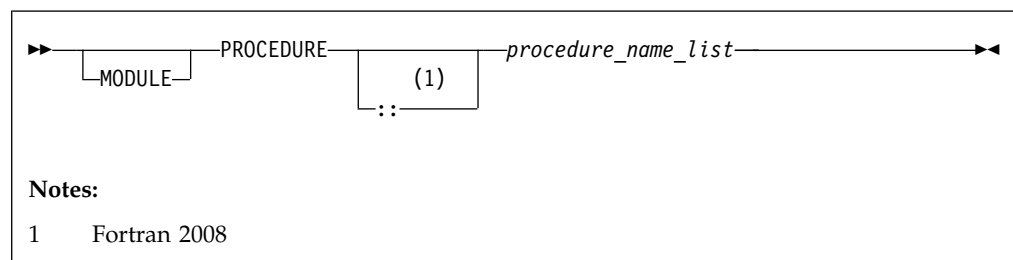 PROCEDURE procedure_name_list
MODULE (1)
::
Notes:
1 Fortran 2008